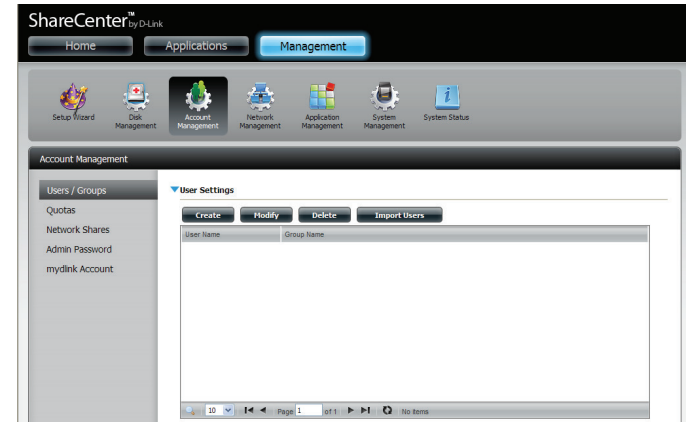 ShareCenter™ by D-Link
Home Applications Management
Setup Wizard Disk Management Account Management Network Management Application Management System Management System Status
Account Management
Users / Groups
Quotas
Network Shares
Admin Password
mydlink Account
User Settings
Create Modify Delete Import Users
User Name Group Name
10 Page 1 of 1 No items